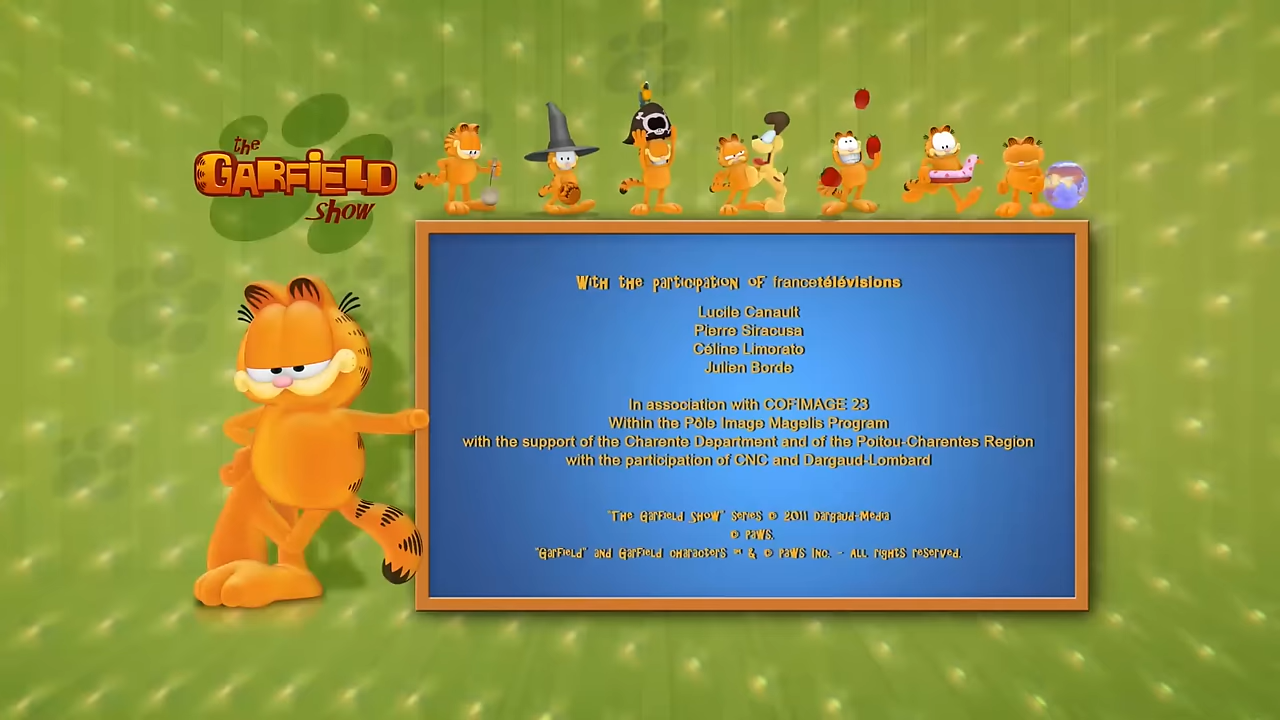 the
GARFIELD
show
With the participation of francetélévisions
Lucile Canault
Pierre Siracusa
Céline Limorato
Julien Borde
In association with COFIMAGE 23
Within the Pôle Image Magelis Program
with the support of the Charente Department and of the Poitou-Charentes Region
with the participation of CNC and Dargaud-Lombard
"The Garfield Show" series © 2011 Dargaud-Media
© PAWS.
"Garfield" and Garfield characters ™ & © PAWS Inc. - All rights reserved.